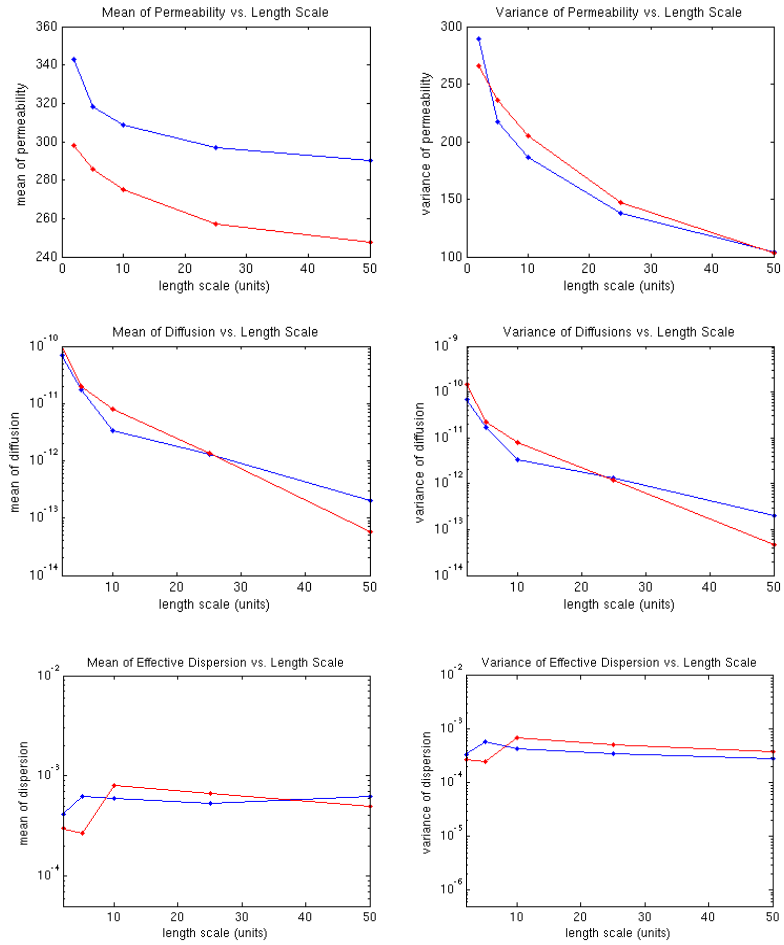 Mean of Permeability vs. Length Scale
360
340
320
300
280
260
240
mean of permeability
0 10 20 30 40 50
length scale (units)
Variance of Permeability vs. Length Scale
300
250
200
150
100
variance of permeability
0 10 20 30 40 50
length scale (units)
Mean of Diffusion vs. Length Scale
10^-10
10^-11
10^-12
10^-13
10^-14
mean of diffusion
10 20 30 40 50
length scale (units)
Variance of Diffusions vs. Length Scale
10^-9
10^-10
10^-11
10^-12
10^-13
10^-14
variance of diffusion
10 20 30 40 50
length scale (units)
Mean of Effective Dispersion vs. Length Scale
10^-2
10^-3
10^-4
mean of dispersion
10 20 30 40 50
length scale (units)
Variance of Effective Dispersion vs. Length Scale
10^-2
10^-3
10^-4
10^-5
10^-6
variance of dispersion
10 20 30 40 50
length scale (units)